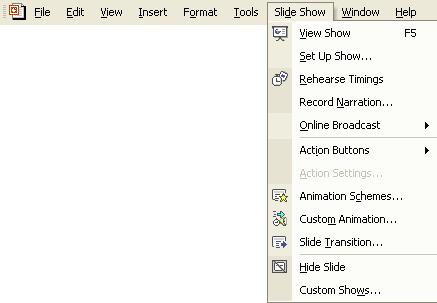 File Edit View Insert Format Tools Slide Show Window Help
View Show F5
Set Up Show...
Rehearse Timings
Record Narration...
Online Broadcast
Action Buttons
Action Settings...
Animation Schemes...
Custom Animation...
Slide Transition...
Hide Slide
Custom Shows...